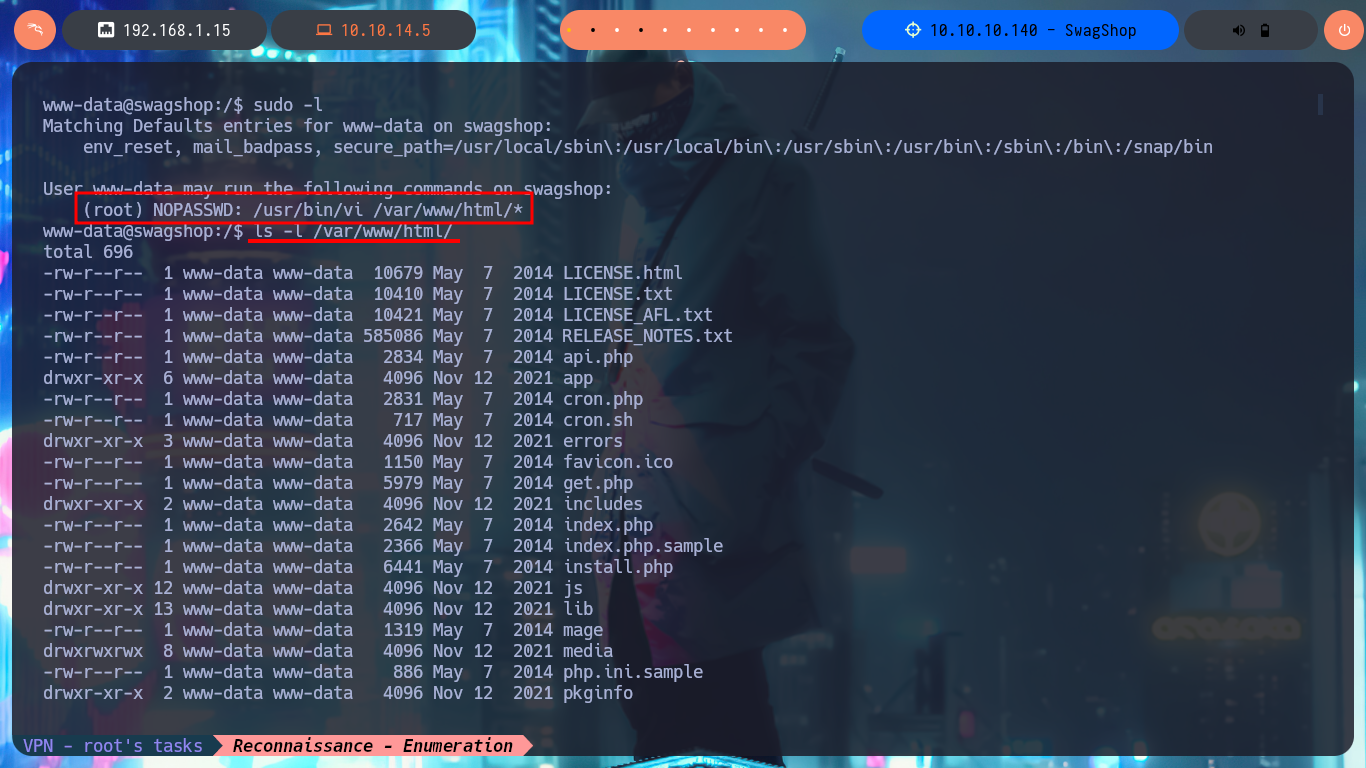 192.168.1.15 10.10.14.5 10.10.10.140 - SwagShop
www-data@swagshop:/$ sudo -l
Matching Defaults entries for www-data on swagshop:
    env_reset, mail_badpass, secure_path=/usr/local/sbin\:/usr/local/bin\:/usr/sbin\:/usr/bin\:/sbin\:/bin\:/snap/bin
User www-data may run the following commands on swagshop:
    (root) NOPASSWD: /usr/bin/vi /var/www/html/*
www-data@swagshop:/$ ls -l /var/www/html/
total 696
-rw-r--r--  1 www-data www-data  10679 May  7  2014 LICENSE.html
-rw-r--r--  1 www-data www-data  10410 May  7  2014 LICENSE.txt
-rw-r--r--  1 www-data www-data  10421 May  7  2014 LICENSE_AFL.txt
-rw-r--r--  1 www-data www-data 585086 May  7  2014 RELEASE_NOTES.txt
-rw-r--r--  1 www-data www-data   2834 May  7  2014 api.php
drwxr-xr-x  6 www-data www-data   4096 Nov 12  2021 app
-rw-r--r--  1 www-data www-data   2831 May  7  2014 cron.php
-rw-r--r--  1 www-data www-data    717 May  7  2014 cron.sh
drwxr-xr-x  3 www-data www-data   4096 Nov 12  2021 errors
-rw-r--r--  1 www-data www-data   1150 May  7  2014 favicon.ico
-rw-r--r--  1 www-data www-data   5979 May  7  2014 get.php
drwxr-xr-x  2 www-data www-data   4096 Nov 12  2021 includes
-rw-r--r--  1 www-data www-data   2642 May  7  2014 index.php
-rw-r--r--  1 www-data www-data   2366 May  7  2014 index.php.sample
-rw-r--r--  1 www-data www-data   6441 May  7  2014 install.php
drwxr-xr-x 12 www-data www-data   4096 Nov 12  2021 js
drwxr-xr-x 13 www-data www-data   4096 Nov 12  2021 lib
-rw-r--r--  1 www-data www-data   1319 May  7  2014 mage
drwxrwxrwx  8 www-data www-data   4096 Nov 12  2021 media
-rw-r--r--  1 www-data www-data    886 May  7  2014 php.ini.sample
drwxr-xr-x  2 www-data www-data   4096 Nov 12  2021 pkginfo
VPN - root's tasks Reconnaissance - Enumeration